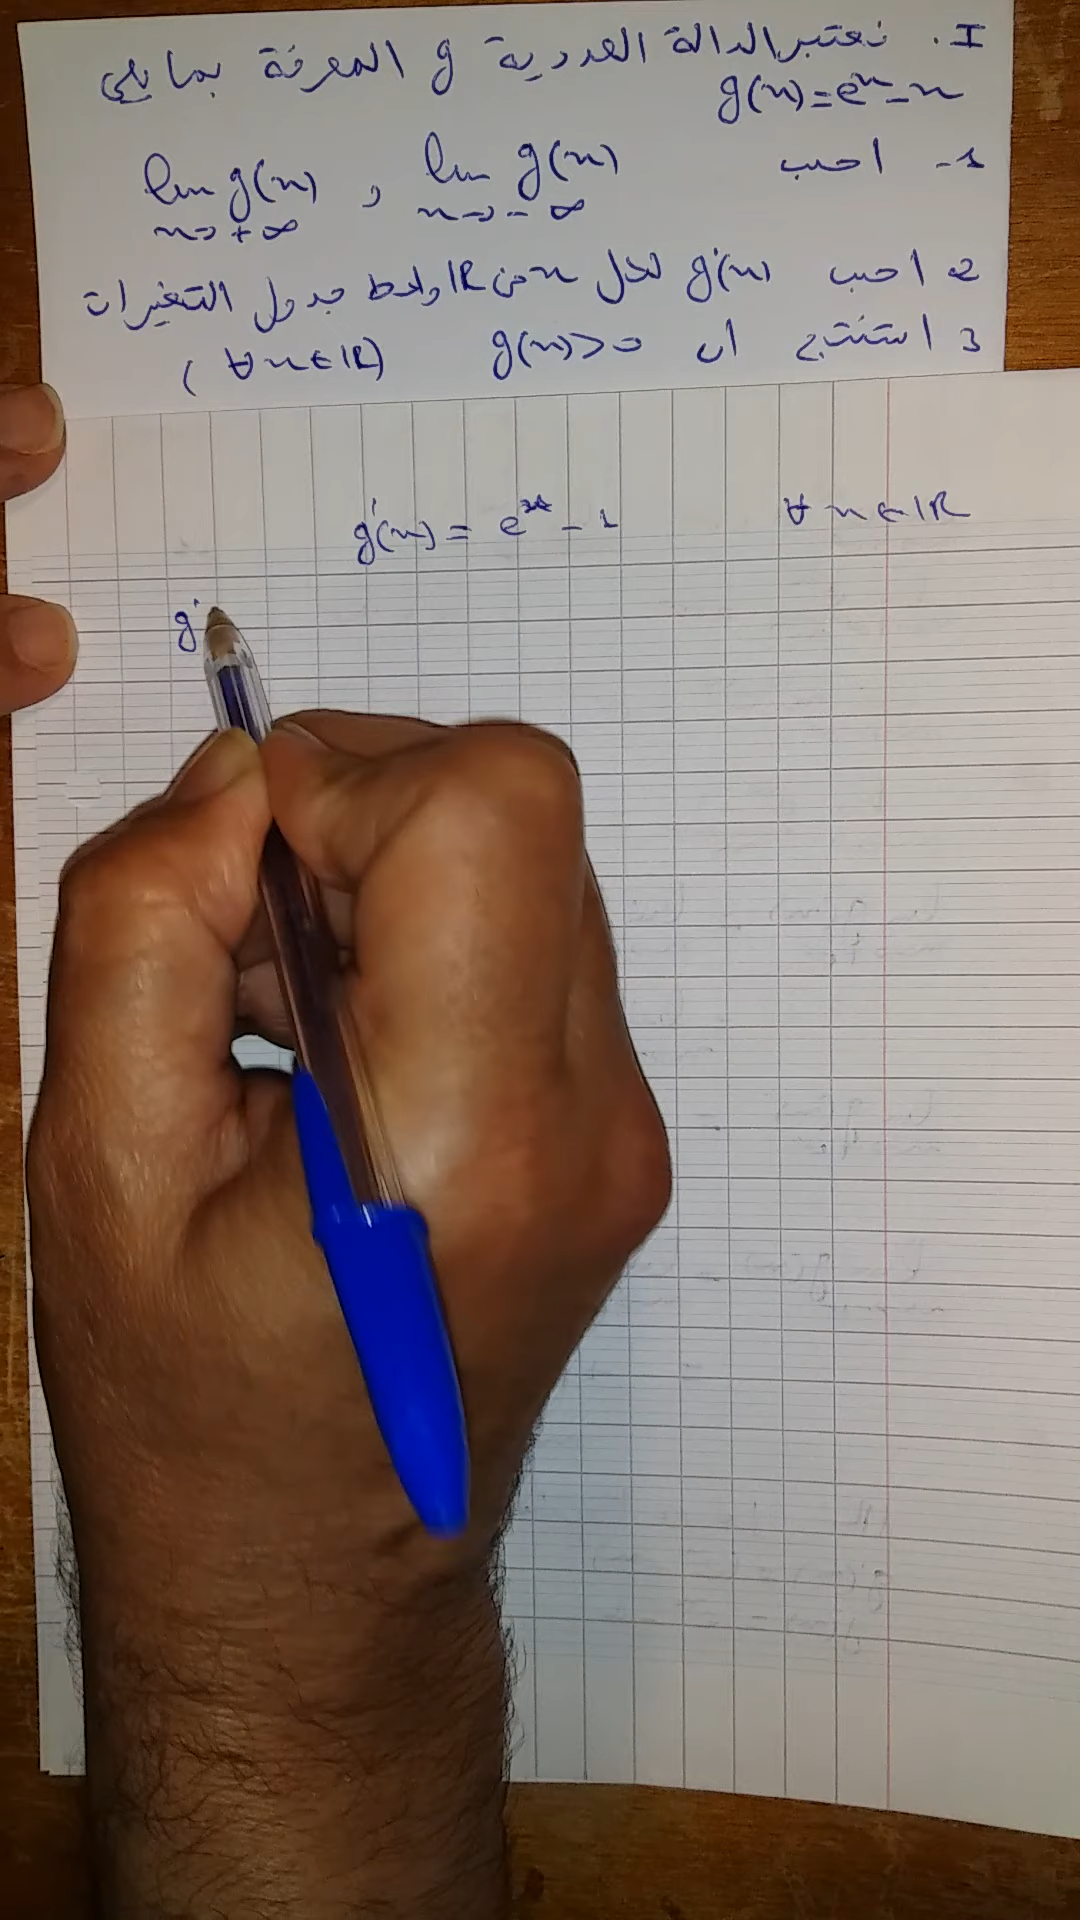 I. نعتبر الدالة العددية g المعرفة بما يلي
g(x)=eˣ-x
1- احسب lim g(x) x→-∞ , lim g(x) x→+∞
2 احسب g'(x) لكل x من IR واعط جدول التغيرات
3 استنتج ان g(x)>0 (∀x∈IR)
g'(x) = eˣ - 1 ∀x∈IR
g'